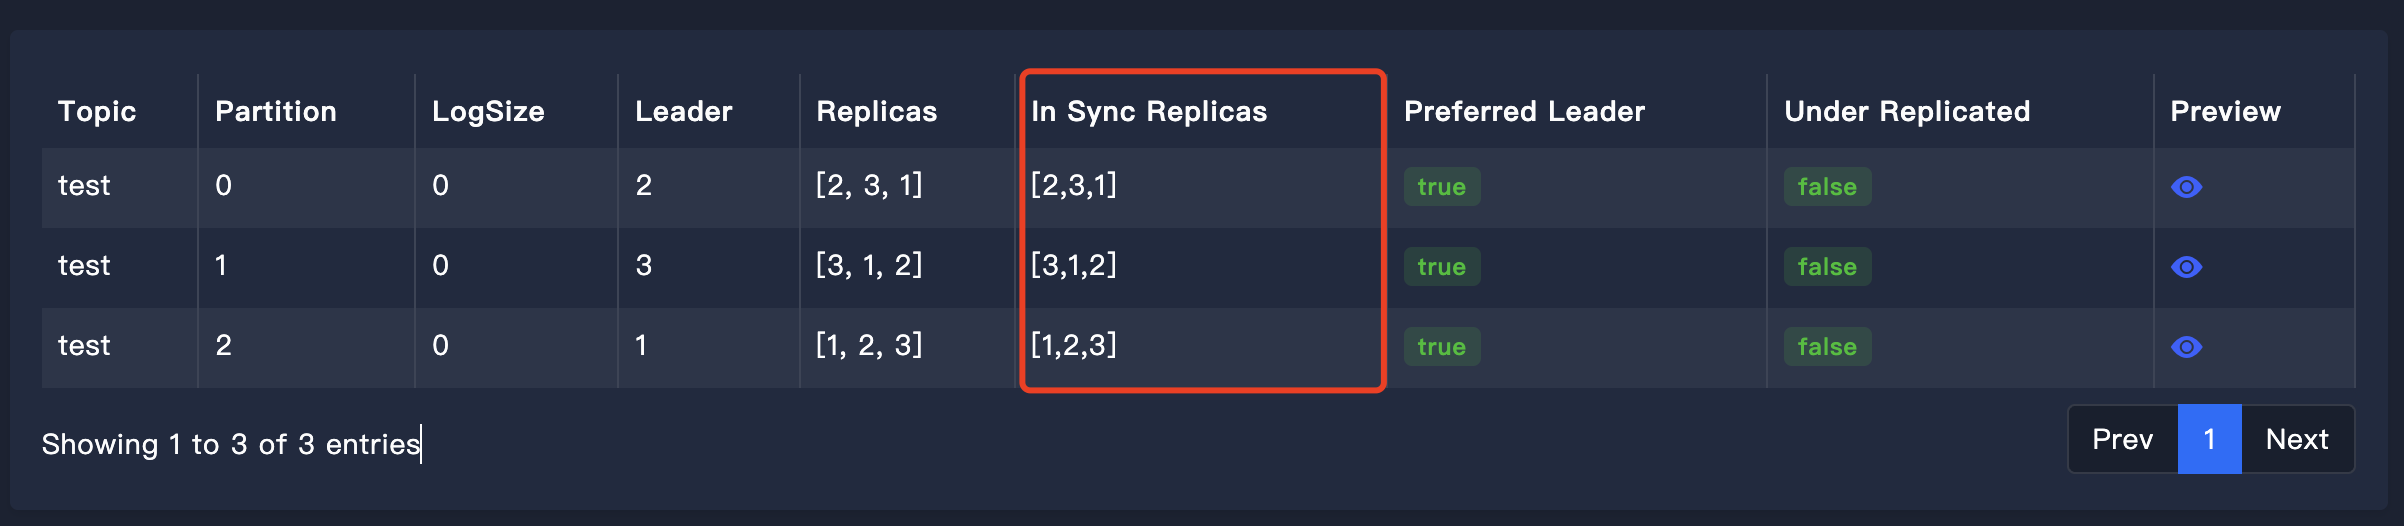 Topic Partition LogSize Leader Replicas In Sync Replicas Preferred Leader Under Replicated Preview
test 0 0 2 [2, 3, 1] [2,3,1] true false
test 1 0 3 [3, 1, 2] [3,1,2] true false
test 2 0 1 [1, 2, 3] [1,2,3] true false
Showing 1 to 3 of 3 entries Prev 1 Next